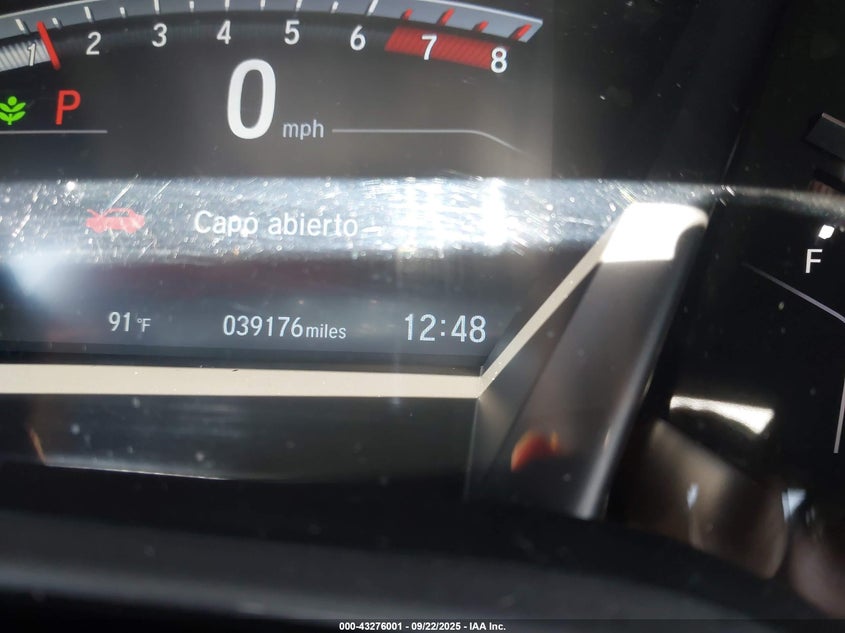 1 2 3 4 5 6 7 8
P 0 mph
Capó abierto
F
91 °F 039176 miles 12:48
000-43276001 - 09/22/2025 - IAA Inc.